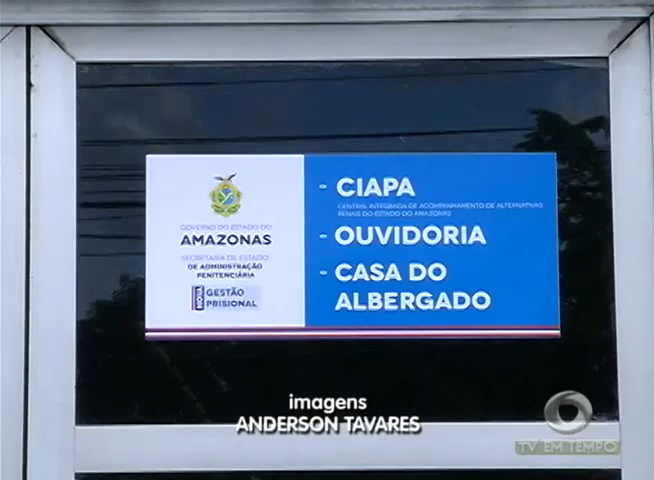 GOVERNO DO ESTADO DO
AMAZONAS
SECRETARIA DE ESTADO
DE ADMINISTRAÇÃO
PENITENCIÁRIA
NOVA
GESTÃO
PRISIONAL
- CIAPA
CENTRAL INTEGRADA DE ACOMPANHAMENTO DE ALTERNATIVAS
PENAIS DO ESTADO DO AMAZONAS
- OUVIDORIA
- CASA DO
ALBERGADO
imagens
ANDERSON TAVARES
TV EM TEMPO